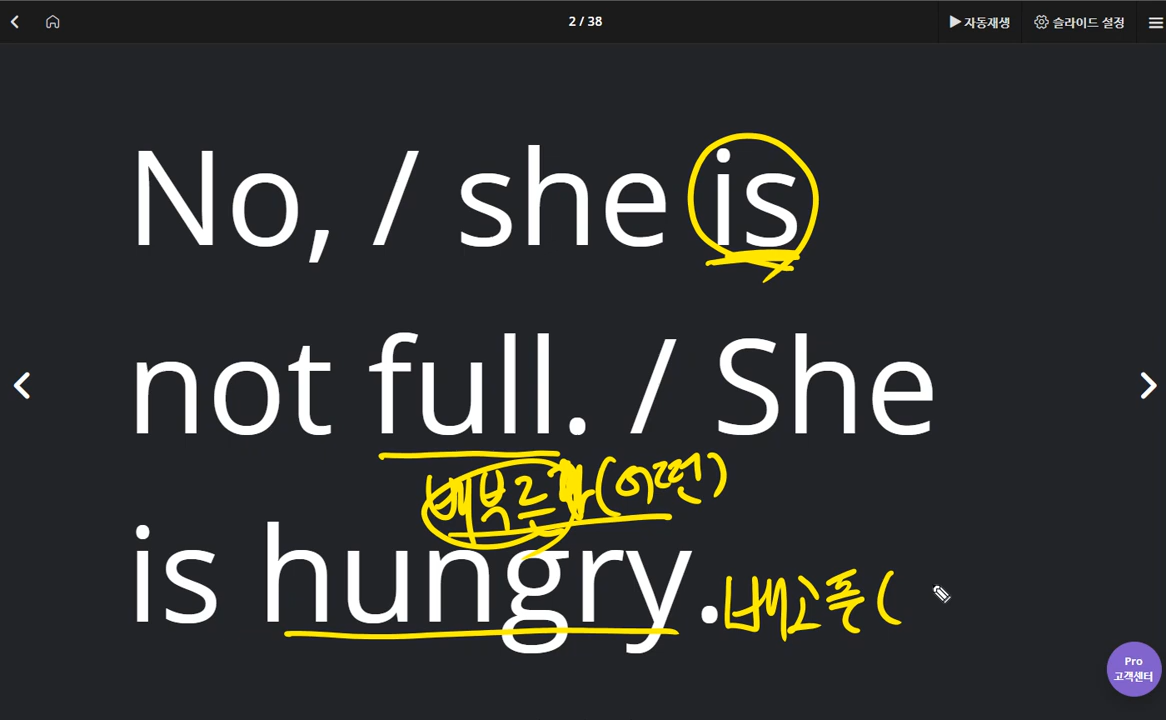 2 / 38
자동재생
슬라이드 설정
No, / she is
not full. / She
배부른 (어떤)
is hungry.
배고픈 (
Pro
고객센터